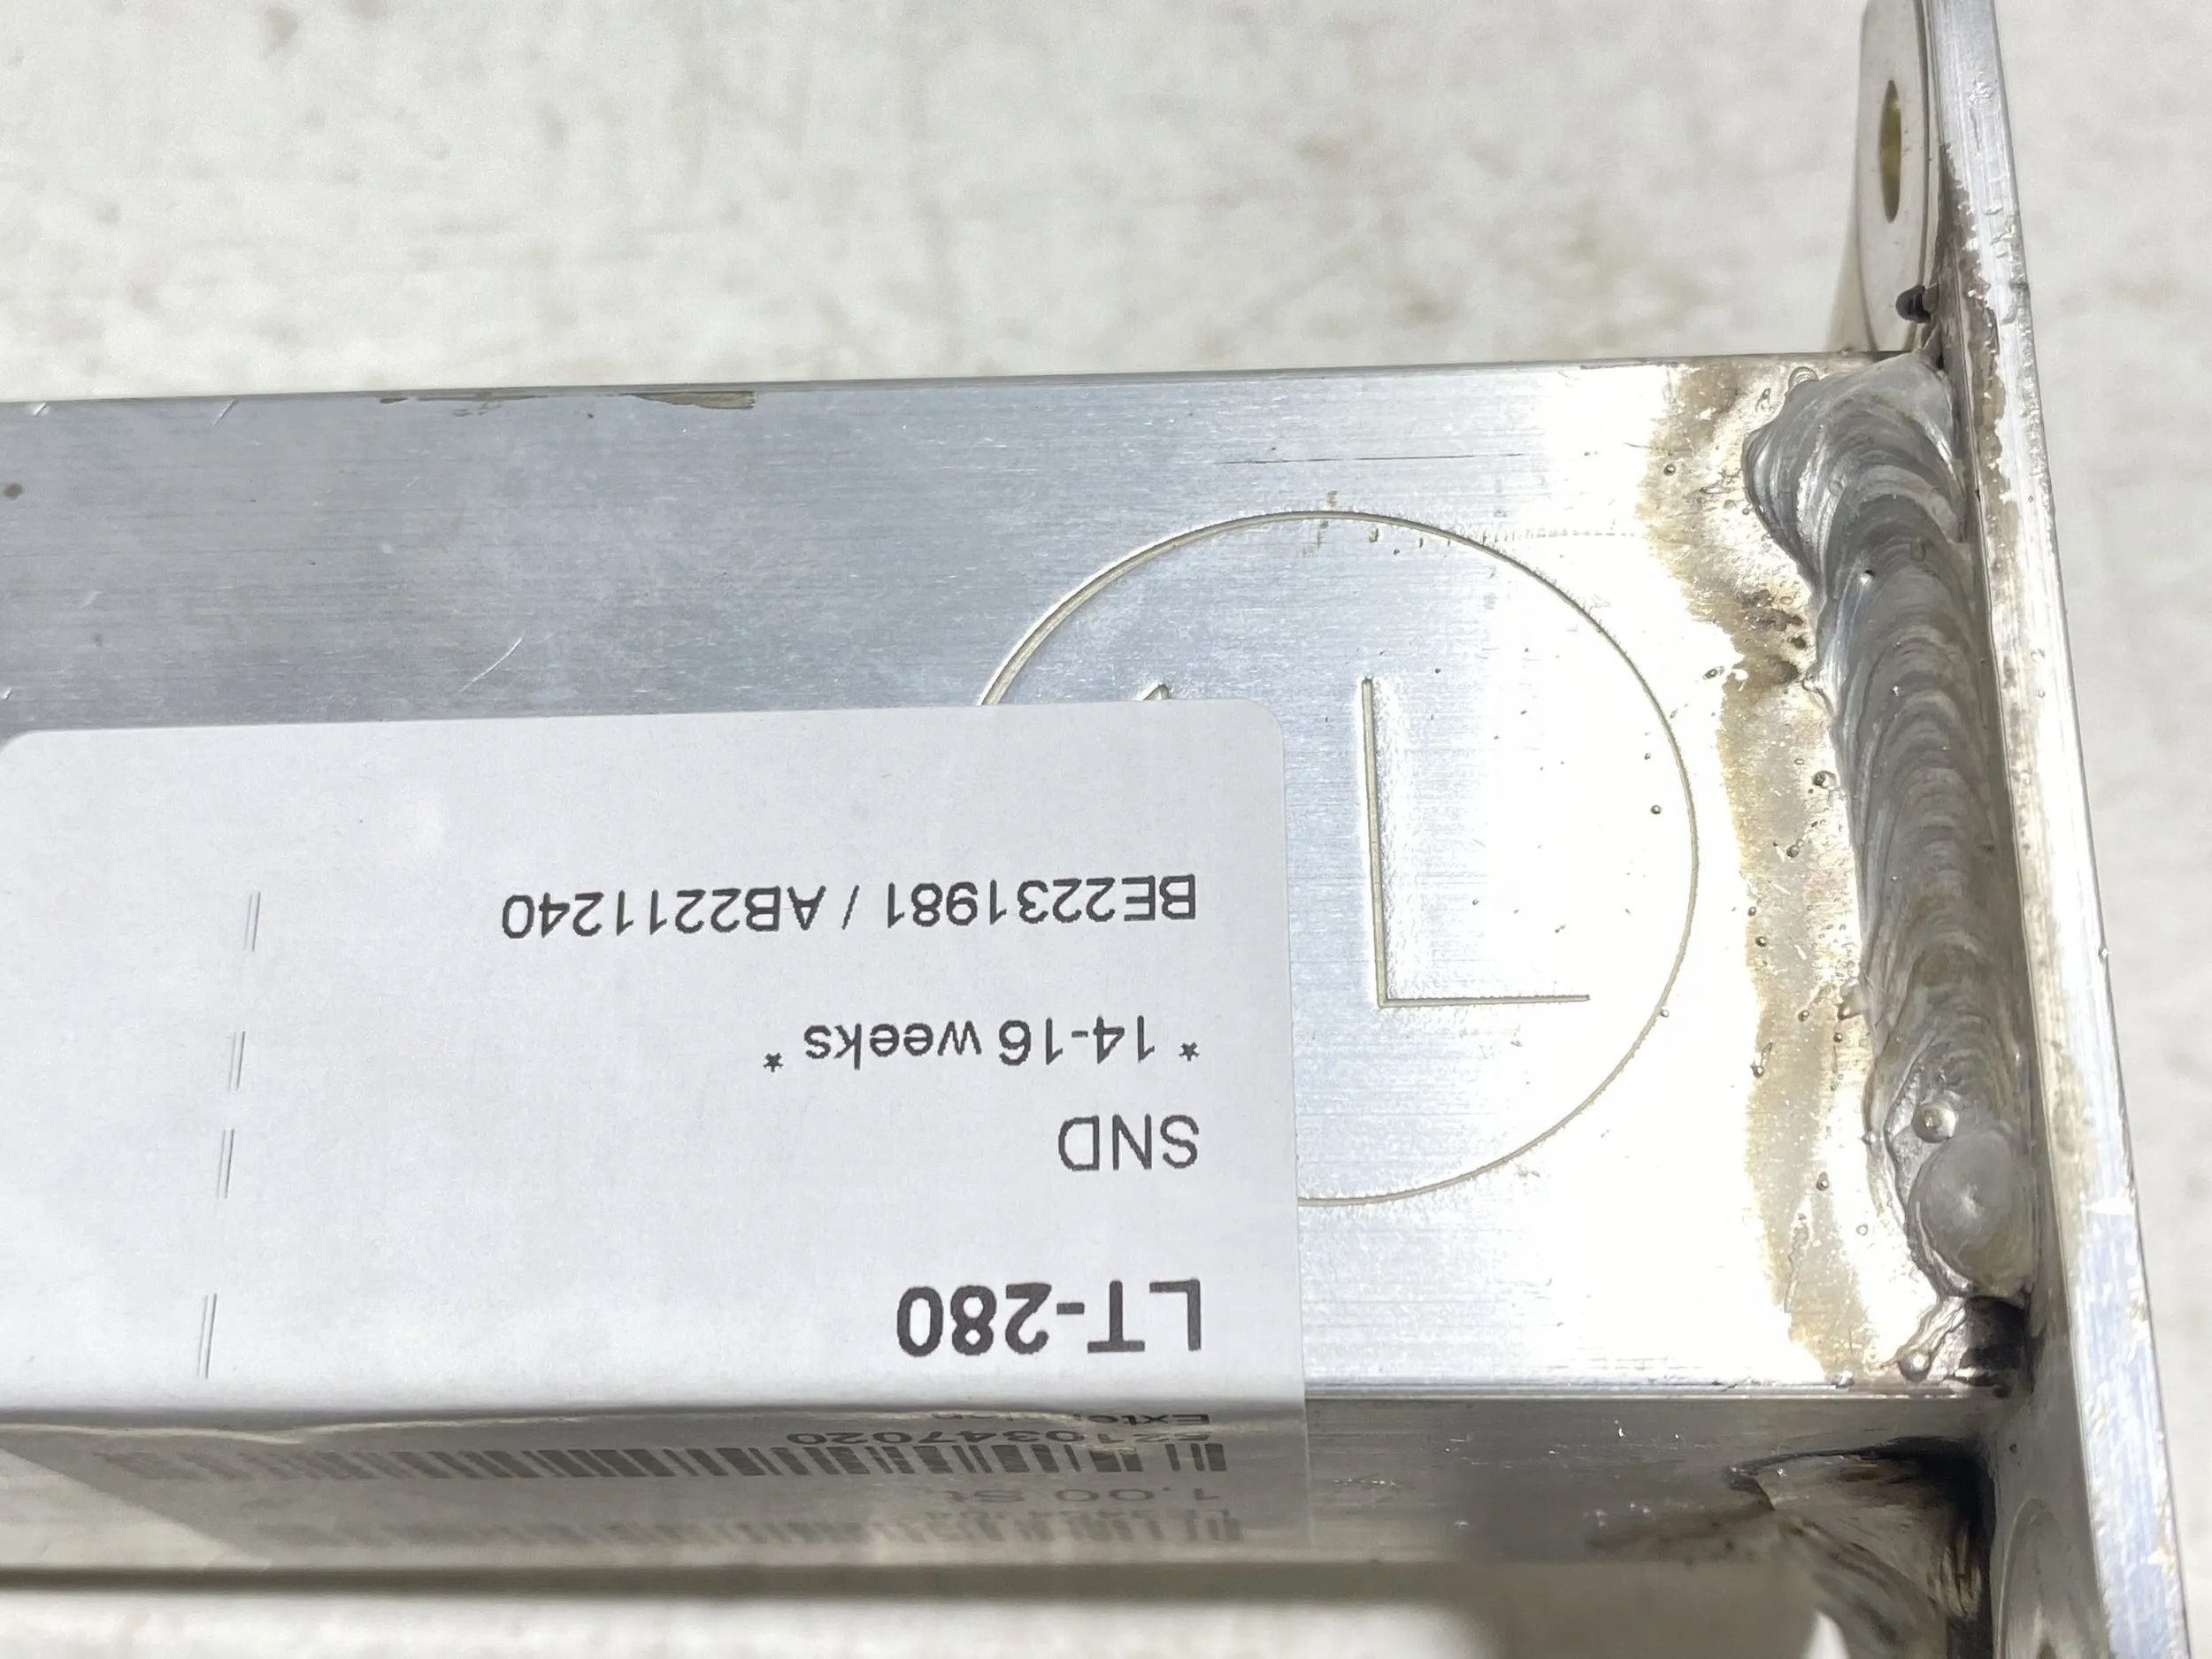 LT-280
SND
* 14-16 weeks *
BE2231981 / AB2211240
L